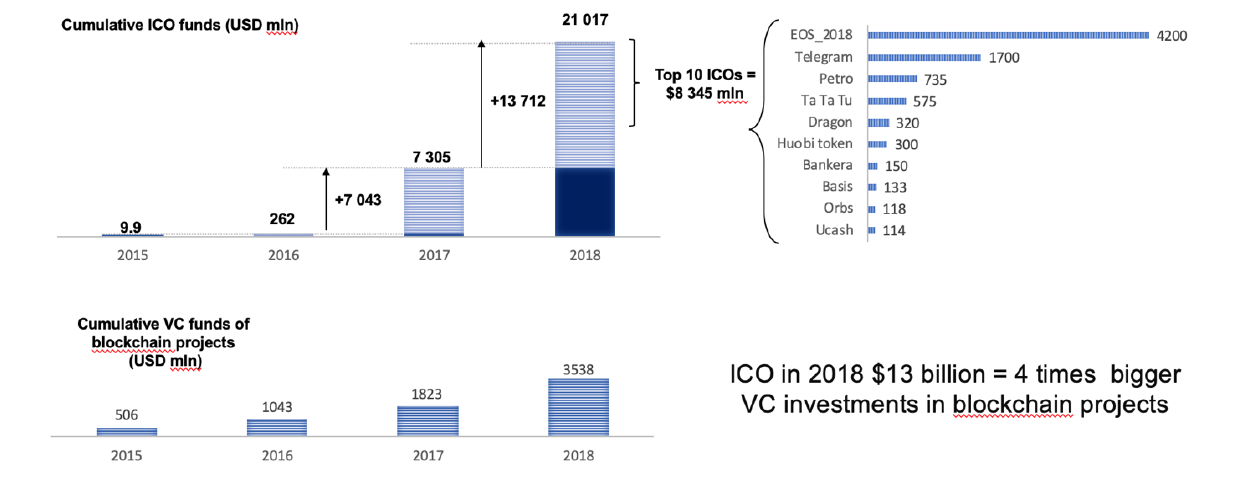 Cumulative ICO funds (USD mln)
21 017
+13 712
Top 10 ICOs =
$8 345 mln
7 305
+7 043
262
9.9
2015
2016
2017
2018
EOS_2018
4200
Telegram
1700
Petro
735
Ta Ta Tu
575
Dragon
320
Huobi token
300
Bankera
150
Basis
133
Orbs
118
Ucash
114
Cumulative VC funds of
blockchain projects
(USD mln)
506
1043
1823
3538
2015
2016
2017
2018
ICO in 2018 $13 billion = 4 times bigger
VC investments in blockchain projects